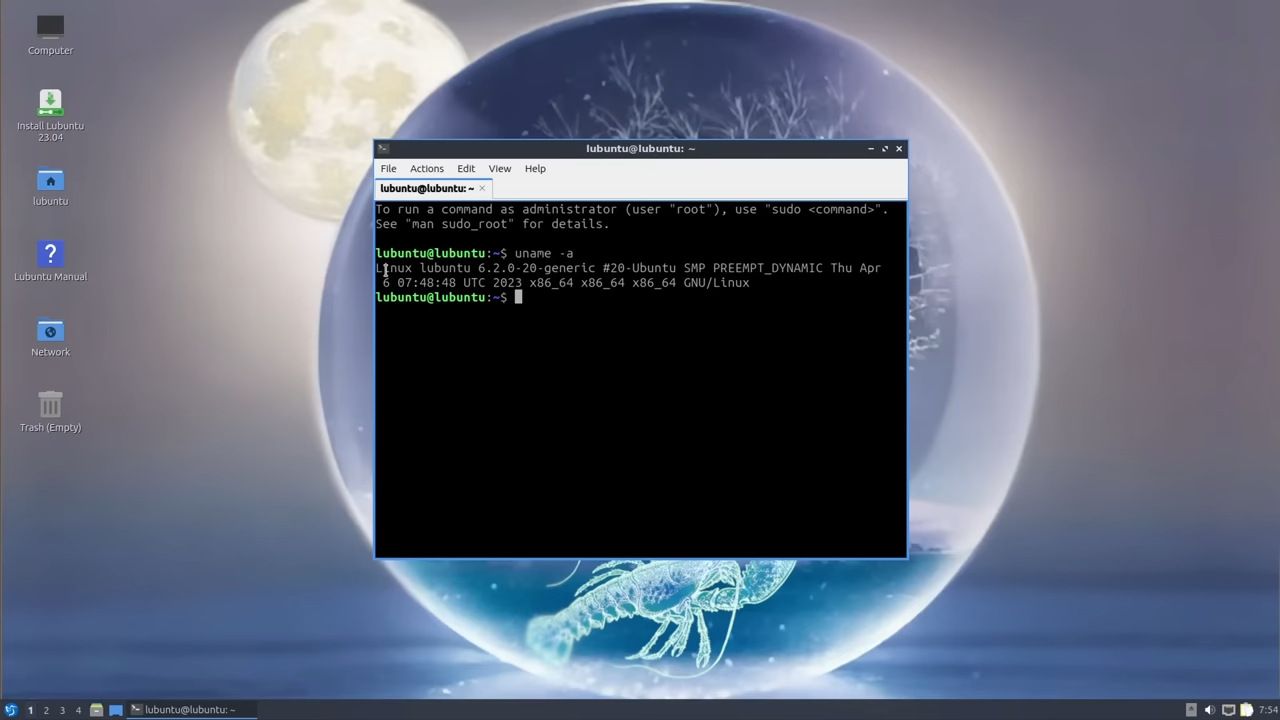 Computer
Install Lubuntu
23.04
lubuntu
Lubuntu Manual
Network
Trash (Empty)
lubuntu@lubuntu: ~
File Actions Edit View Help
lubuntu@lubuntu: ~
To run a command as administrator (user "root"), use "sudo <command>".
See "man sudo_root" for details.
lubuntu@lubuntu:~$ uname -a
Linux lubuntu 6.2.0-20-generic #20-Ubuntu SMP PREEMPT_DYNAMIC Thu Apr
6 07:48:48 UTC 2023 x86_64 x86_64 x86_64 GNU/Linux
lubuntu@lubuntu:~$
1 2 3 4 lubuntu@lubuntu: ~ 7:54